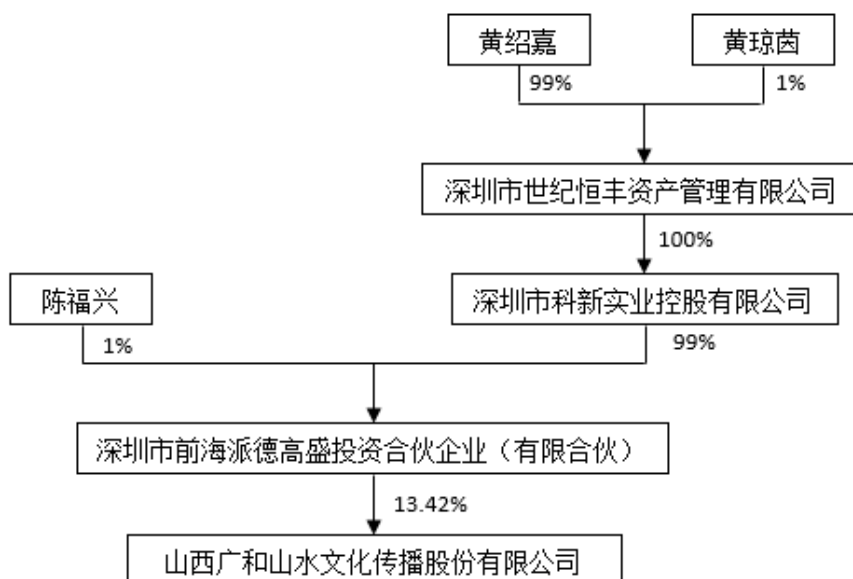 黄绍嘉
黄琼茵
99%
1%
深圳市世纪恒丰资产管理有限公司
100%
陈福兴
深圳市科新实业控股有限公司
1%
99%
深圳市前海派德高盛投资合伙企业（有限合伙）
13.42%
山西广和山水文化传播股份有限公司